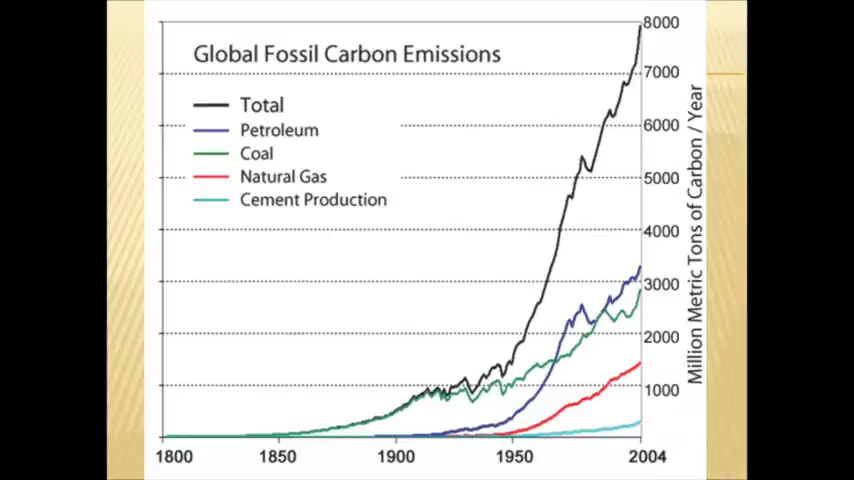 Global Fossil Carbon Emissions
Total
Petroleum
Coal
Natural Gas
Cement Production
8000
7000
6000
5000
4000
3000
2000
1000
Million Metric Tons of Carbon / Year
1800 1850 1900 1950 2004